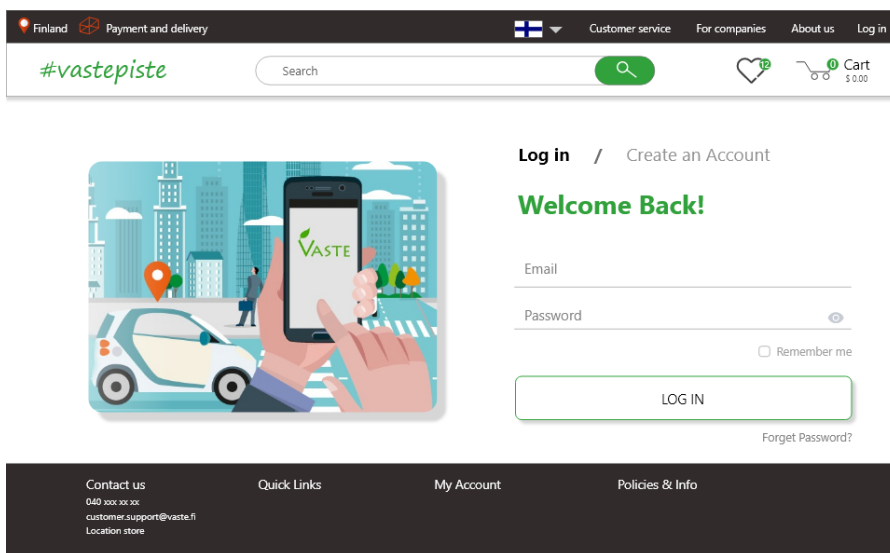 Finland Payment and delivery Customer service For companies About us Log in
#vastepiste Search 12 0 Cart
$ 0.00
Log in / Create an Account
Welcome Back!
VASTE
Email
Password
Remember me
LOG IN
Forget Password?
Contact us Quick Links My Account Policies & Info
040 xxx xx xx
customer.support@vaste.fi
Location store